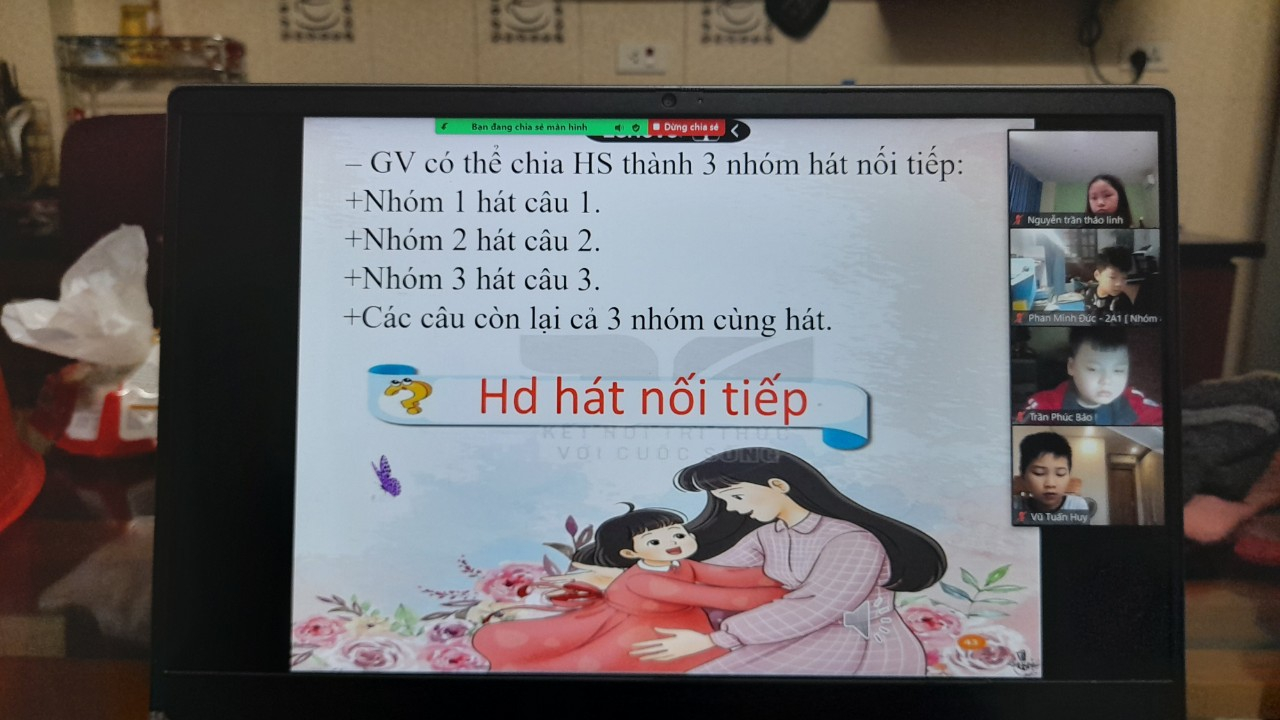 Bạn đang chia sẻ màn hình
Dừng chia sẻ
– GV có thể chia HS thành 3 nhóm hát nối tiếp:
+Nhóm 1 hát câu 1.
+Nhóm 2 hát câu 2.
+Nhóm 3 hát câu 3.
+Các câu còn lại cả 3 nhóm cùng hát.
Hd hát nối tiếp
KẾT NỐI TRI THỨC
VỚI CUỘC SỐNG
43
Nguyễn trần thảo linh
Phan Minh Đức - 2A1 [ Nhóm
Trần Phúc Bảo
Vũ Tuấn Huy